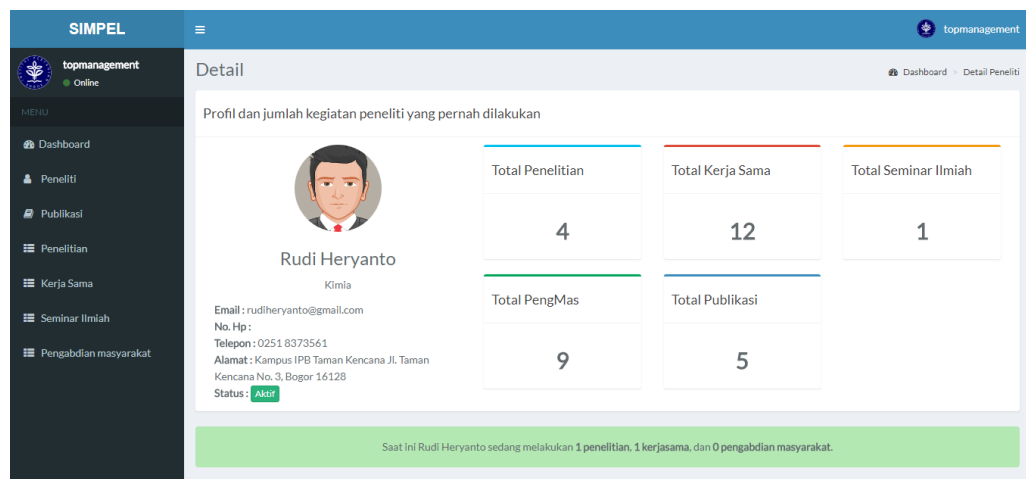 SIMPEL
topmanagement
topmanagement
Online
MENU
Dashboard
Peneliti
Publikasi
Penelitian
Kerja Sama
Seminar Ilmiah
Pengabdian masyarakat
Detail
Dashboard > Detail Peneliti
Profil dan jumlah kegiatan peneliti yang pernah dilakukan
Rudi Heryanto
Kimia
Email : rudiheryanto@gmail.com
No. Hp :
Telepon : 0251 8373561
Alamat : Kampus IPB Taman Kencana Jl. Taman
Kencana No. 3, Bogor 16128
Status : Aktif
Total Penelitian
4
Total Kerja Sama
12
Total Seminar Ilmiah
1
Total PengMas
9
Total Publikasi
5
Saat ini Rudi Heryanto sedang melakukan 1 penelitian, 1 kerjasama, dan 0 pengabdian masyarakat.